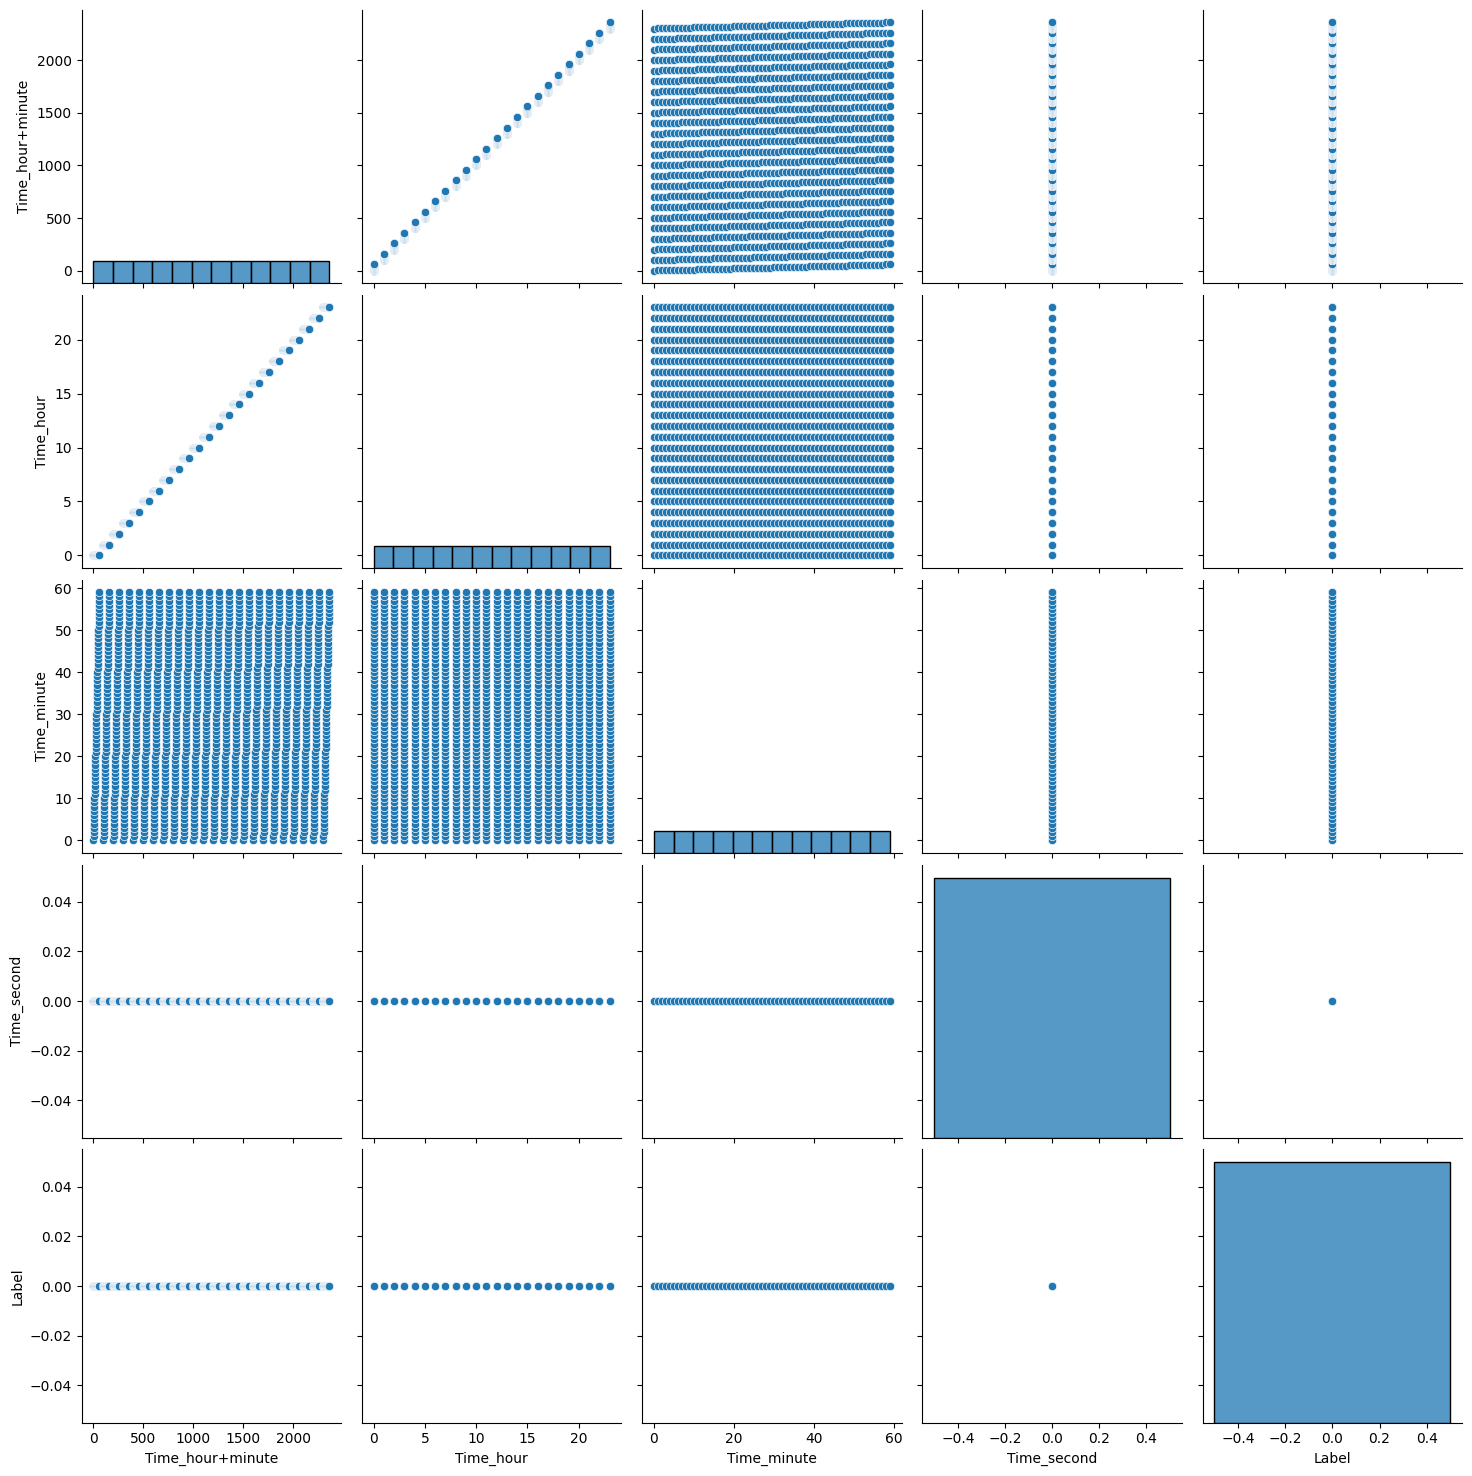 Time_hour+minute
2000
1500
1000
500
0
Time_hour
20
15
10
5
0
Time_minute
60
50
40
30
20
10
0
Time_second
0.04
0.02
0.00
−0.02
−0.04
Label
0.04
0.02
0.00
−0.02
−0.04
0 500 1000 1500 2000
Time_hour+minute
0 5 10 15 20
Time_hour
0 20 40 60
Time_minute
−0.4 −0.2 0.0 0.2 0.4
Time_second
−0.4 −0.2 0.0 0.2 0.4
Label